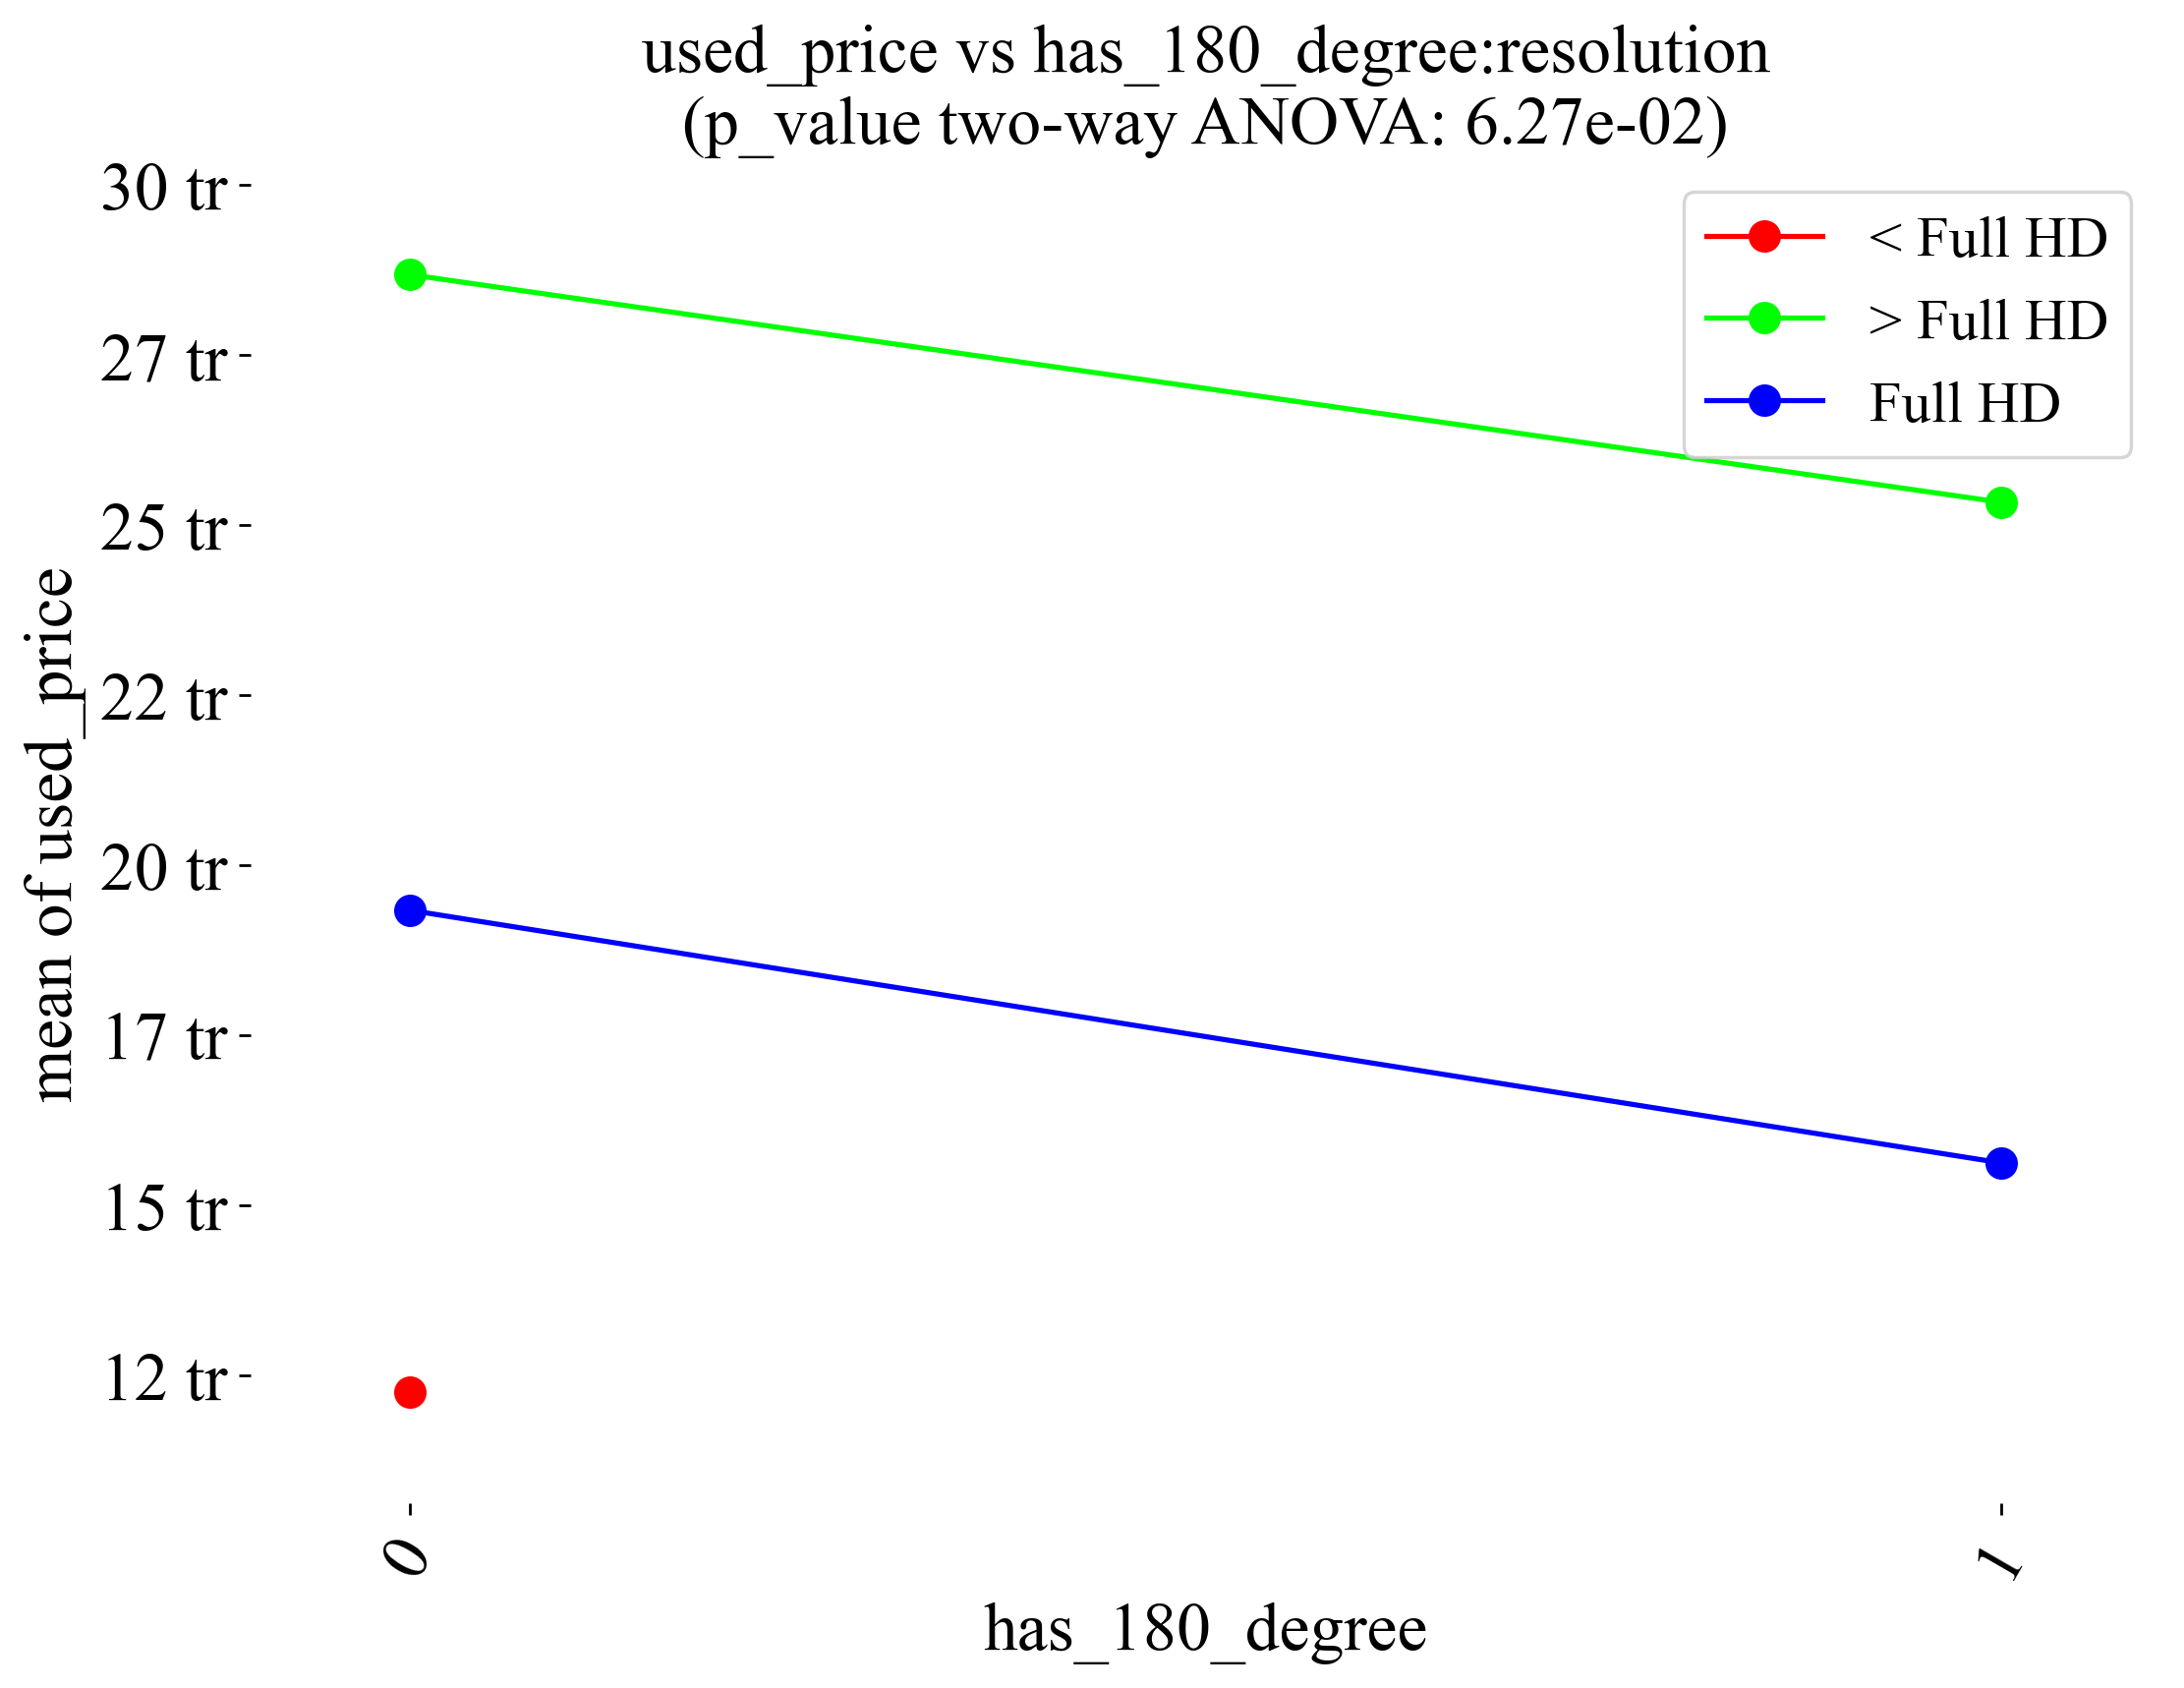 used_price vs has_180_degree:resolution
(p_value two-way ANOVA: 6.27e-02)
30 tr
27 tr
25 tr
22 tr
20 tr
17 tr
15 tr
12 tr
mean of used_price
< Full HD
> Full HD
Full HD
0
1
has_180_degree